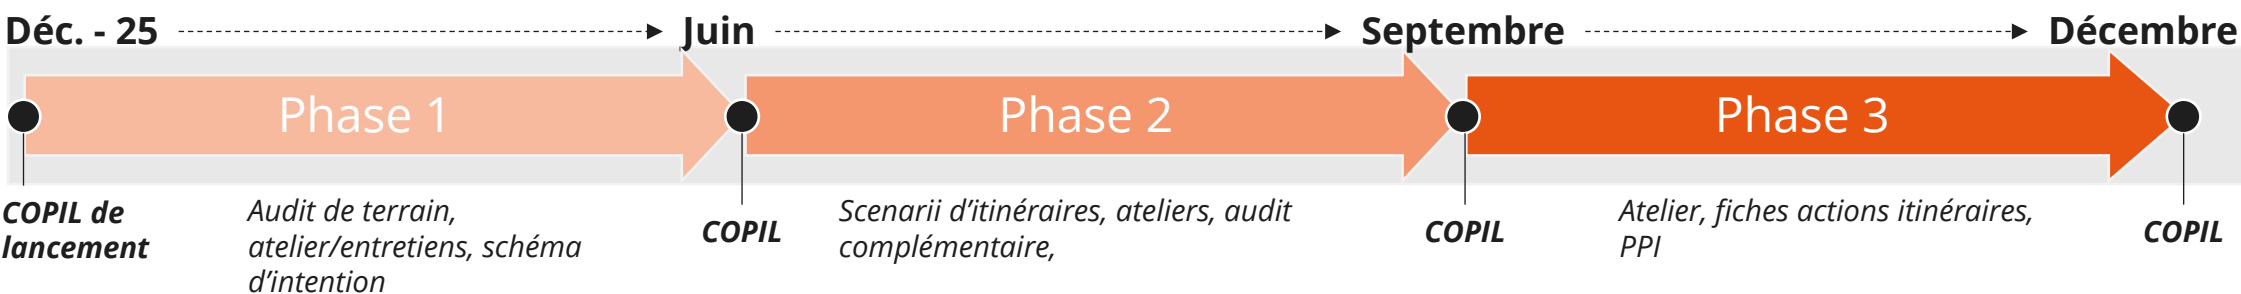 Déc. - 25
Juin
Septembre
Décembre
Phase 1
Phase 2
Phase 3
COPIL de
lancement
Audit de terrain,
atelier/entretiens, schéma
d'intention
COPIL
Scenarii d'itinéraires, ateliers, audit
complémentaire,
COPIL
Atelier, fiches actions itinéraires,
PPI
COPIL